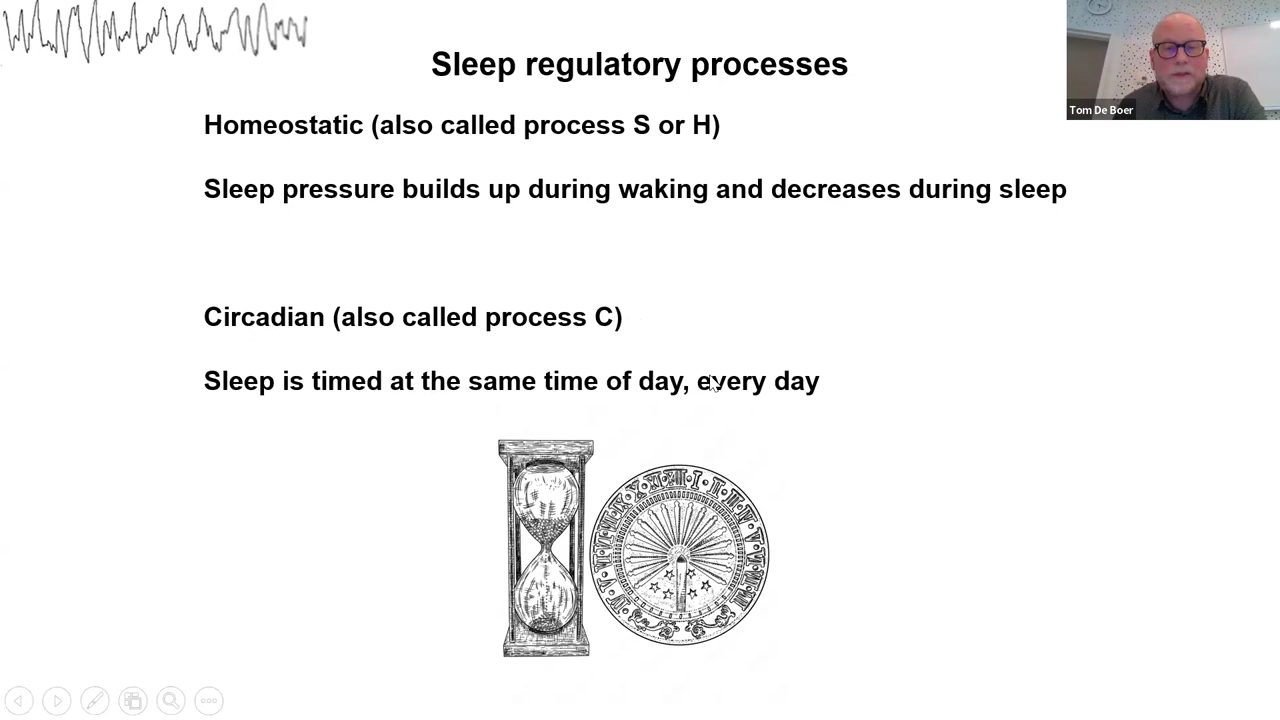 Sleep regulatory processes
Tom De Boer
Homeostatic (also called process S or H)
Sleep pressure builds up during waking and decreases during sleep
Circadian (also called process C)
Sleep is timed at the same time of day, every day